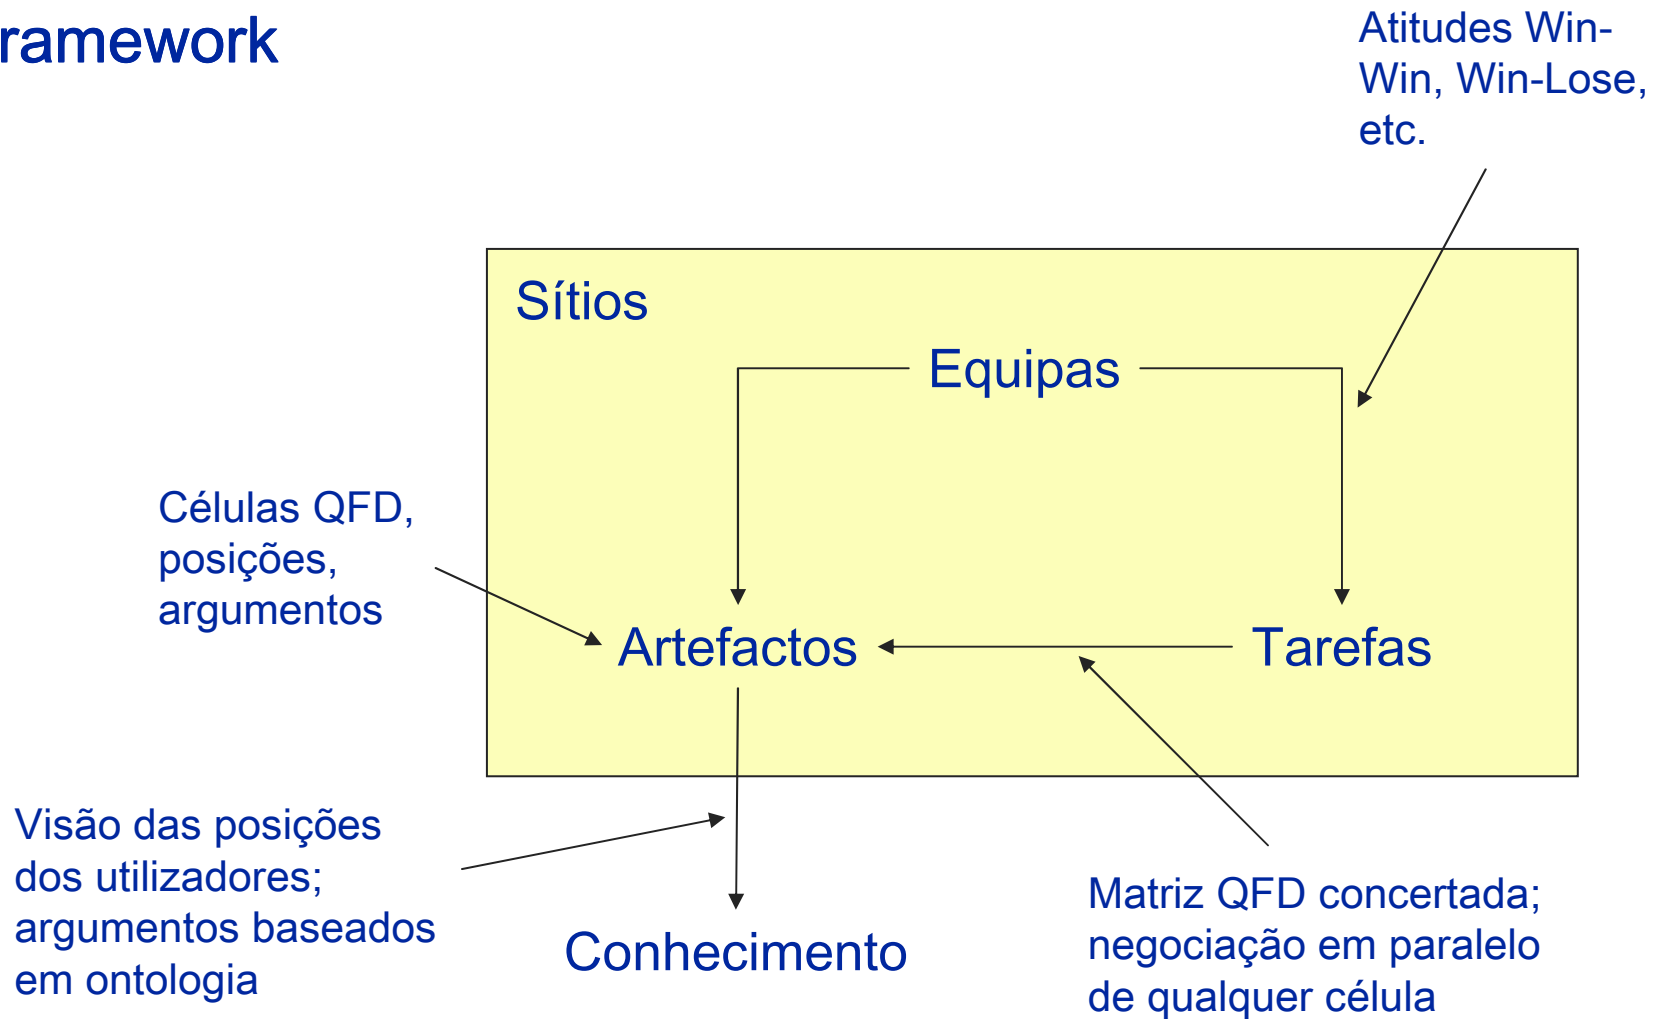 ramework
Atitudes Win-
Win, Win-Lose,
etc.
Sítios
Equipas
Células QFD,
posições,
argumentos
Artefactos
Tarefas
Visão das posições
dos utilizadores;
argumentos baseados
em ontologia
Conhecimento
Matriz QFD concertada;
negociação em paralelo
de qualquer célula